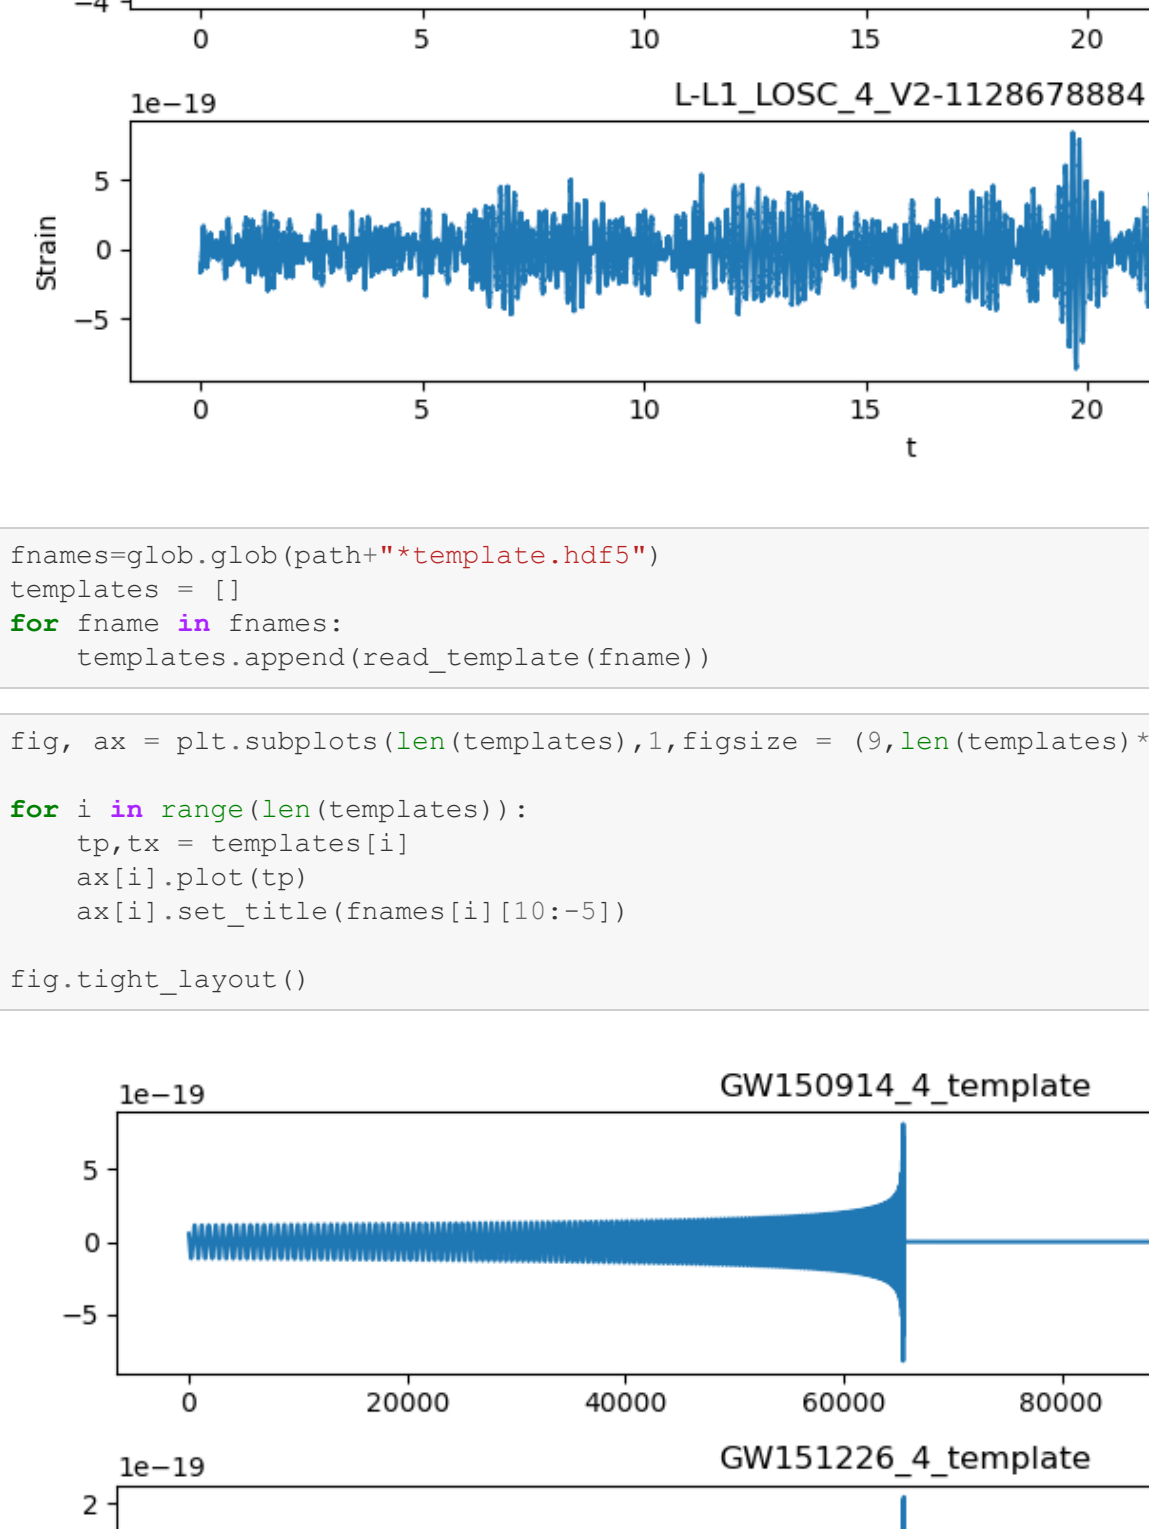 −4
0 5 10 15 20
1e−19 L-L1_LOSC_4_V2-1128678884
5
0
−5
Strain
0 5 10 15 20
t
fnames=glob.glob(path+"*template.hdf5")
templates = []
for fname in fnames:
    templates.append(read_template(fname))
fig, ax = plt.subplots(len(templates),1,figsize = (9,len(templates)*
for i in range(len(templates)):
    tp,tx = templates[i]
    ax[i].plot(tp)
    ax[i].set_title(fnames[i][10:-5])
fig.tight_layout()
1e−19 GW150914_4_template
5
0
−5
0 20000 40000 60000 80000
1e−19 GW151226_4_template
2